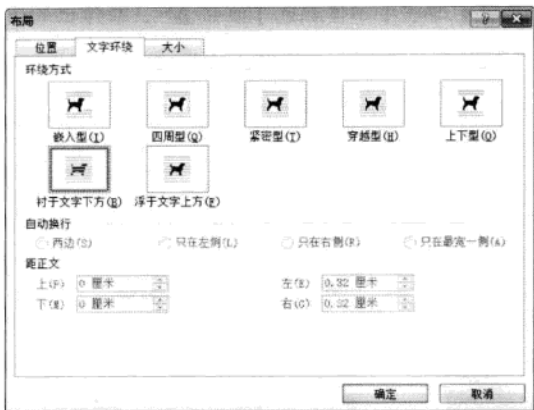 布局
位置 文字环绕 大小
环绕方式
嵌入型(I) 四周型(Q) 紧密型(T) 穿越型(H) 上下型(O)
衬于文字下方(B) 浮于文字上方(F)
自动换行
两边(S) 只在左侧(L) 只在右侧(R) 只在最宽一侧(A)
距正文
上(P) 0 厘米 左(E) 0.32 厘米
下(M) 0 厘米 右(G) 0.32 厘米
确定 取消